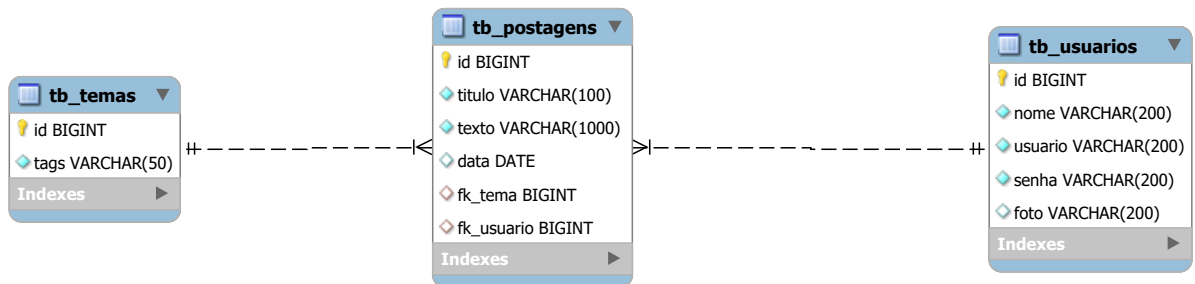 tb_temas
id BIGINT
tags VARCHAR(50)
Indexes
tb_postagens
id BIGINT
titulo VARCHAR(100)
texto VARCHAR(1000)
data DATE
fk_tema BIGINT
fk_usuario BIGINT
Indexes
tb_usuarios
id BIGINT
nome VARCHAR(200)
usuario VARCHAR(200)
senha VARCHAR(200)
foto VARCHAR(200)
Indexes